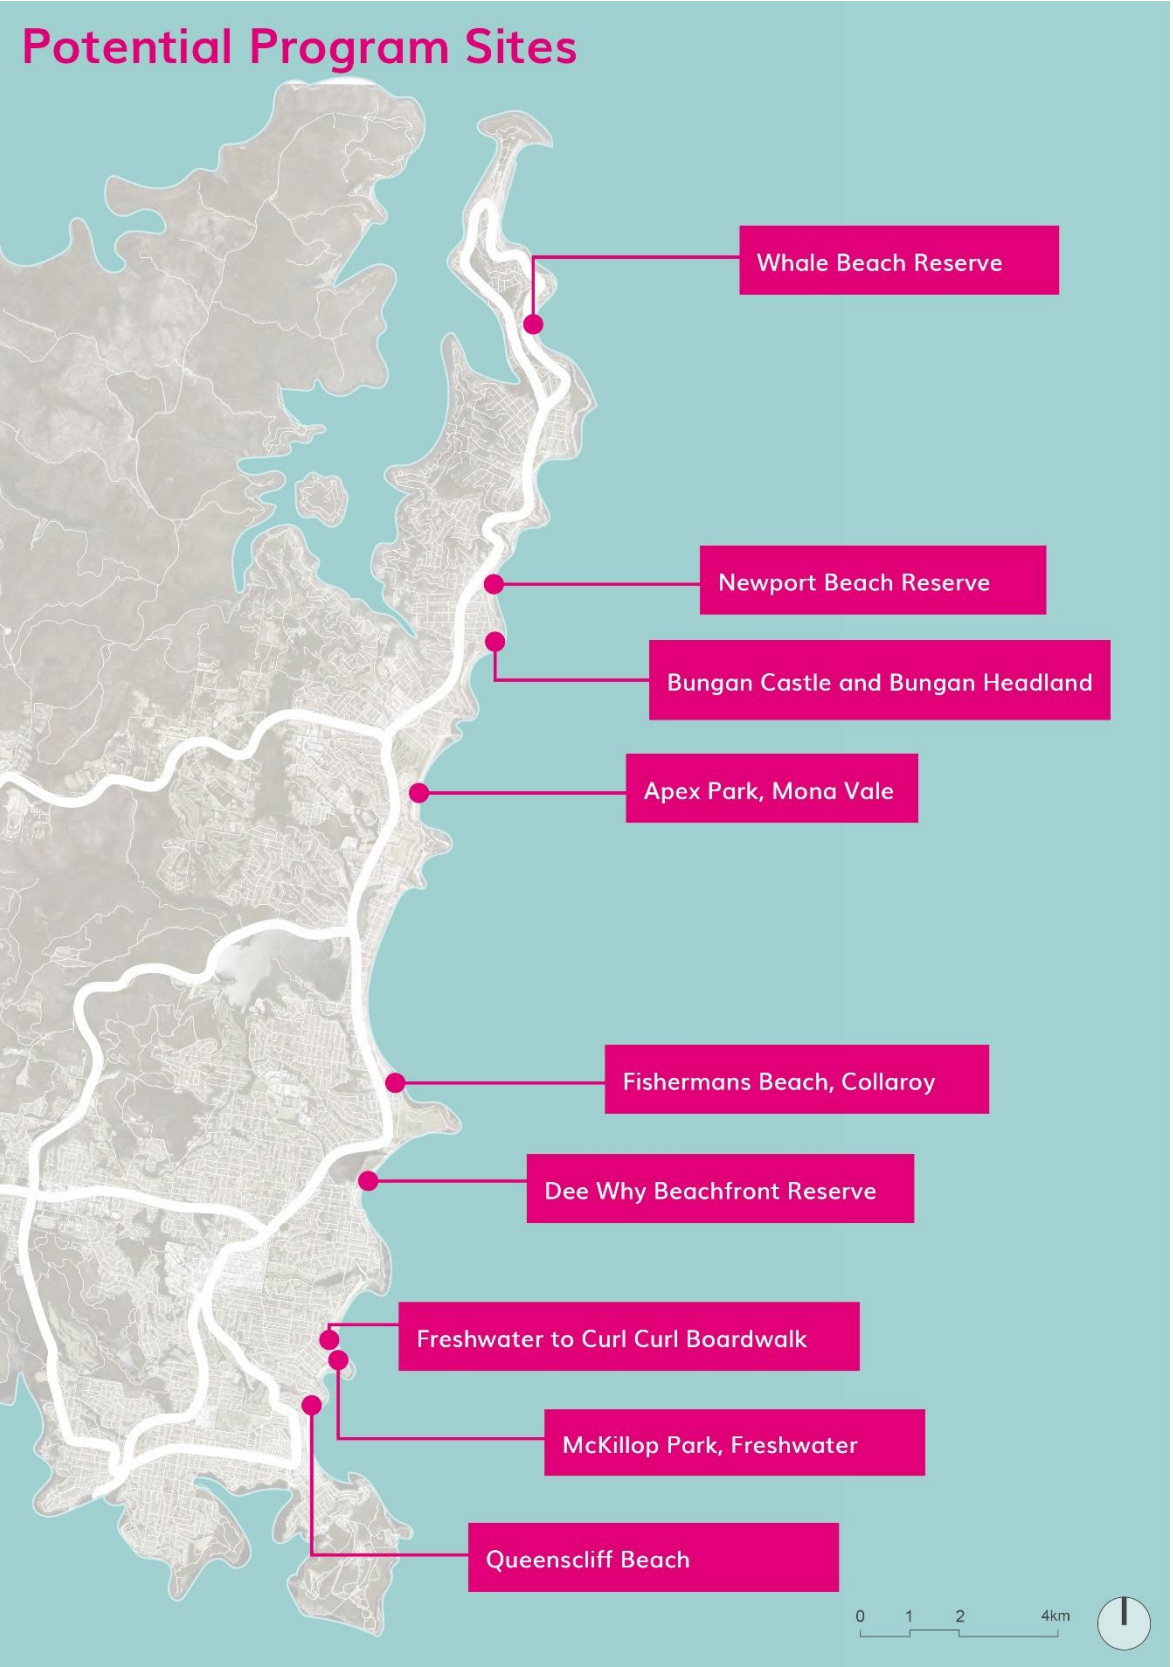 Potential Program Sites
Whale Beach Reserve
Newport Beach Reserve
Bungan Castle and Bungan Headland
Apex Park, Mona Vale
Fishermans Beach, Collaroy
Dee Why Beachfront Reserve
Freshwater to Curl Curl Boardwalk
McKillop Park, Freshwater
Queenscliff Beach
0 1 2 4km